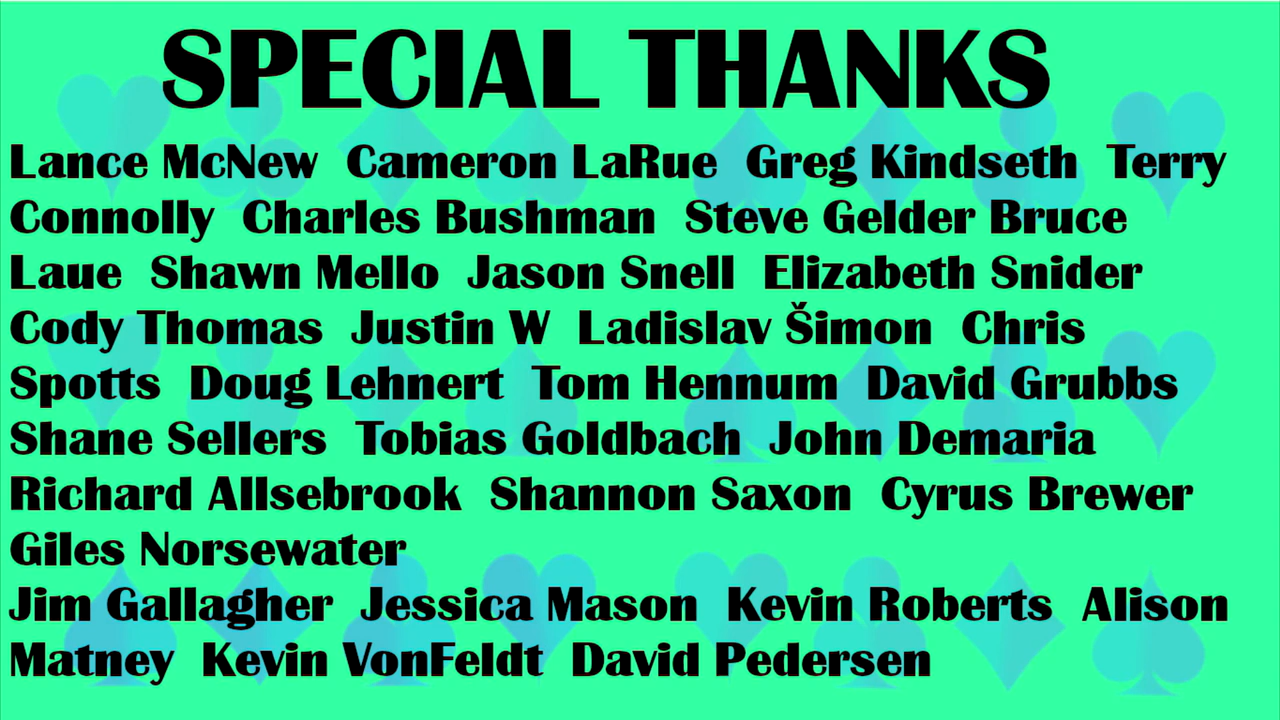 SPECIAL THANKS
Lance McNew  Cameron LaRue  Greg Kindseth  Terry
Connolly  Charles Bushman  Steve Gelder Bruce
Laue  Shawn Mello  Jason Snell  Elizabeth Snider
Cody Thomas  Justin W  Ladislav Šimon  Chris
Spotts  Doug Lehnert  Tom Hennum  David Grubbs
Shane Sellers  Tobias Goldbach  John Demaria
Richard Allsebrook  Shannon Saxon  Cyrus Brewer
Giles Norsewater
Jim Gallagher  Jessica Mason  Kevin Roberts  Alison
Matney  Kevin VonFeldt  David Pedersen